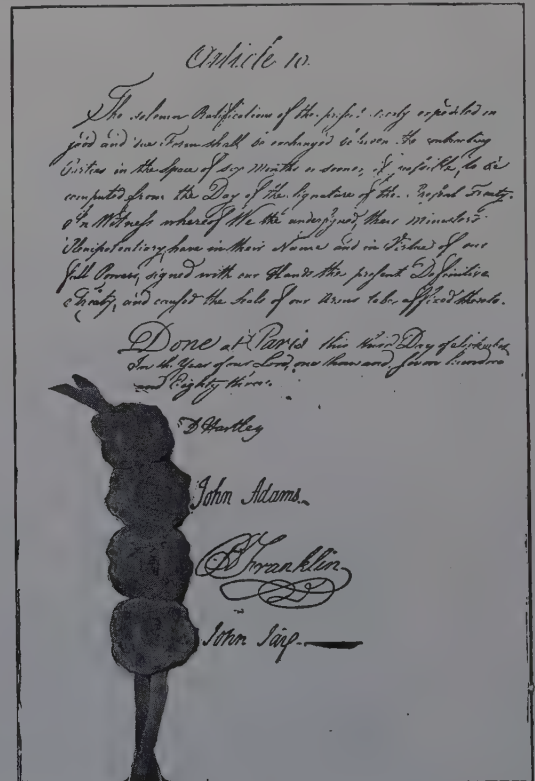 Article 10.
The solemn Ratifications of the present Treaty expedited in
good and due Form shall be exchanged between the contracting
Parties in the Space of Six Months or sooner, if possible, to be
computed from the Day of the Signature of the Present Treaty.
In Witness whereof We the undersigned, their Ministers
Plenipotentiary, have in their Name and in Virtue of our
full Powers, signed with our Hands the present Definitive
Treaty, and caused the Seals of our Arms to be affixed thereto.
Done at Paris this third Day of September,
In the Year of our Lord, one thousand seven hundred
and Eighty three.
D Hartley
John Adams.
B Franklin
John Jay